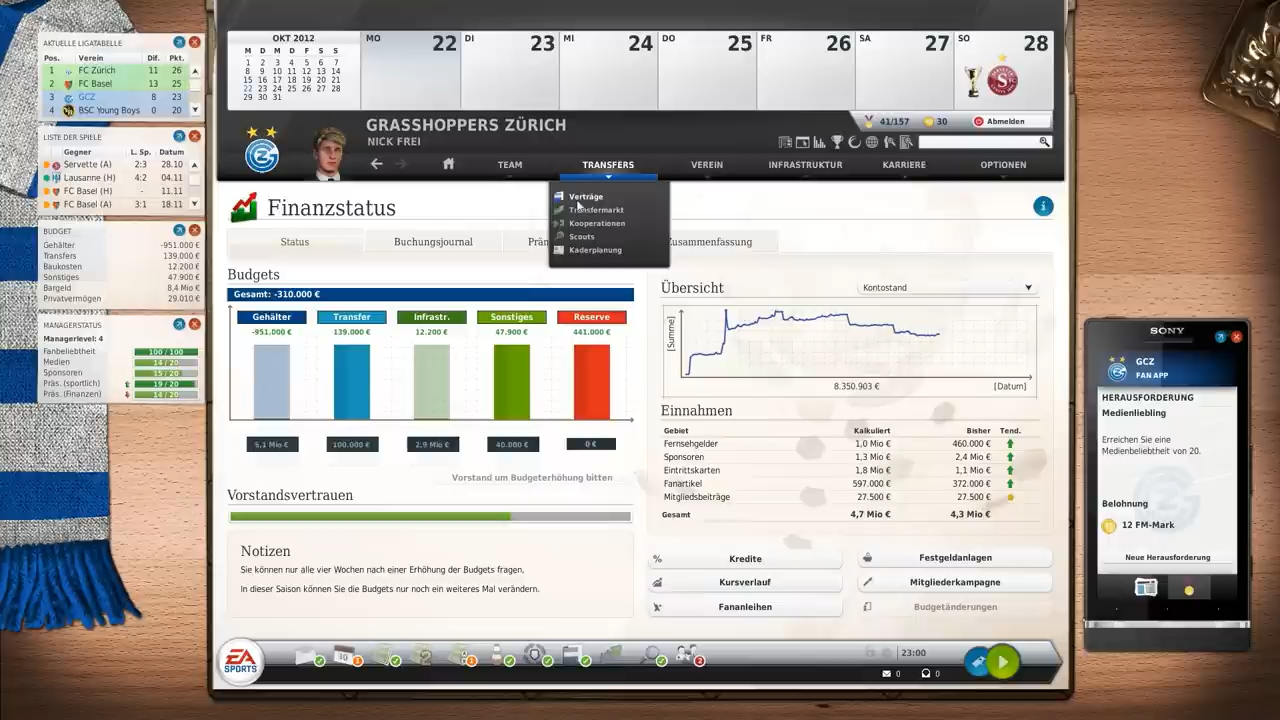 AKTUELLE LIGATABELLE
Pos. Verein Dif. Pkt.
1 FC Zürich 11 26
2 FC Basel 13 25
3 GCZ 8 23
4 BSC Young Boys 0 20
LISTE DER SPIELE
Gegner L. Sp. Datum
Servette (A) 2:3 28.10
Lausanne (H) 4:2 04.11
FC Basel (H) - 11.11
FC Basel (A) 3:1 18.11
BUDGET
Gehälter -951.000 €
Transfers 139.000 €
Baukosten 12.200 €
Sonstiges 47.900 €
Bargeld 8,4 Mio €
Privatvermögen 29.010 €
MANAGERSTATUS
Managerlevel: 4
Fanbeliebtheit 100 / 100
Medien 14 / 20
Sponsoren 15 / 20
Präs. (sportlich) 19 / 20
Präs. (Finanzen) 14 / 20
OKT 2012
M D M D F S S
1 2 3 4 5 6 7
8 9 10 11 12 13 14
15 16 17 18 19 20 21
22 23 24 25 26 27 28
29 30 31
MO 22 DI 23 MI 24 DO 25 FR 26 SA 27 SO 28
GRASSHOPPERS ZÜRICH
NICK FREI
41/157 30 Abmelden
TEAM TRANSFERS VEREIN INFRASTRUKTUR KARRIERE OPTIONEN
Verträge
Transfermarkt
Kooperationen
Scouts
Kaderplanung
Finanzstatus
Status Buchungsjournal Prän Zusammenfassung
Budgets
Gesamt: -310.000 €
Gehälter Transfer Infrastr. Sonstiges Reserve
-951.000 € 139.000 € 12.200 € 47.900 € 441.000 €
5,1 Mio € 100.000 € 2,9 Mio € 40.000 € 0 €
Vorstand um Budgeterhöhung bitten
Vorstandsvertrauen
Notizen
Sie können nur alle vier Wochen nach einer Erhöhung der Budgets fragen.
In dieser Saison können Sie die Budgets nur noch ein weiteres Mal verändern.
Übersicht Kontostand
[Summe]
8.350.903 € [Datum]
Einnahmen
Gebiet Kalkuliert Bisher Tend.
Fernsehgelder 1,0 Mio € 460.000 €
Sponsoren 1,3 Mio € 2,4 Mio €
Eintrittskarten 1,8 Mio € 1,1 Mio €
Fanartikel 597.000 € 372.000 €
Mitgliedsbeiträge 27.500 € 27.500 €
Gesamt 4,7 Mio € 4,3 Mio €
Kredite Festgeldanlagen
Kursverlauf Mitgliederkampagne
Fananleihen Budgetänderungen
EA SPORTS
23:00
0 0
SONY
GCZ
FAN APP
HERAUSFORDERUNG
Medienliebling
Erreichen Sie eine
Medienbeliebtheit von 20.
Belohnung
12 FM-Mark
Neue Herausforderung